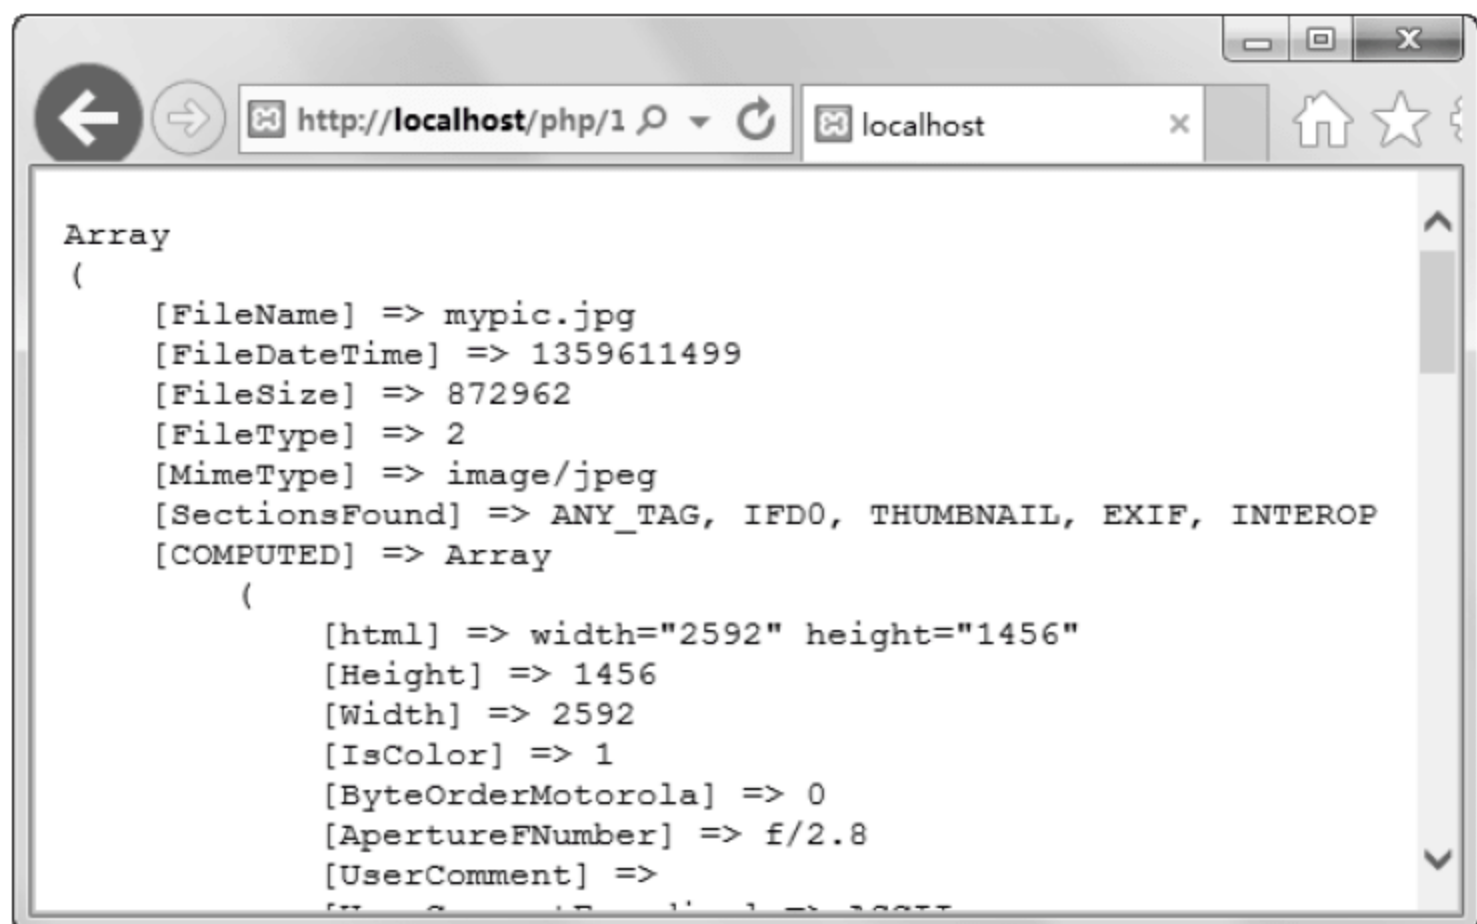 http://localhost/php/1
localhost
Array
(
[FileName] => mypic.jpg
[FileDateTime] => 1359611499
[FileSize] => 872962
[FileType] => 2
[MimeType] => image/jpeg
[SectionsFound] => ANY_TAG, IFD0, THUMBNAIL, EXIF, INTEROP
[COMPUTED] => Array
(
[html] => width="2592" height="1456"
[Height] => 1456
[Width] => 2592
[IsColor] => 1
[ByteOrderMotorola] => 0
[ApertureFNumber] => f/2.8
[UserComment] =>